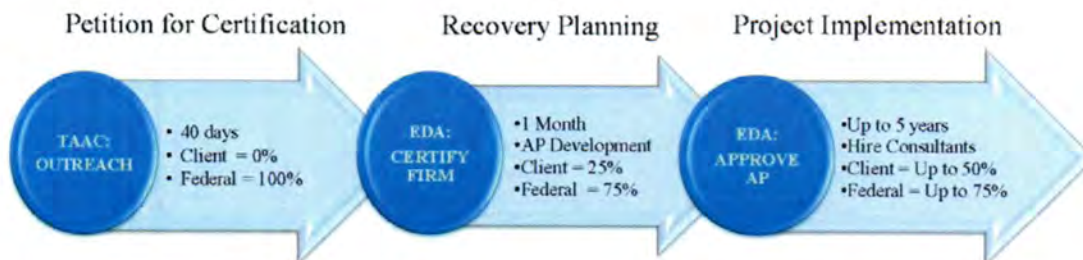 Petition for Certification
Recovery Planning
Project Implementation
TAAC:
OUTREACH
• 40 days
• Client = 0%
• Federal = 100%
EDA:
CERTIFY
FIRM
•1 Month
•AP Development
•Client = 25%
•Federal = 75%
EDA:
APPROVE
AP
•Up to 5 years
•Hire Consultants
•Client = Up to 50%
•Federal = Up to 75%